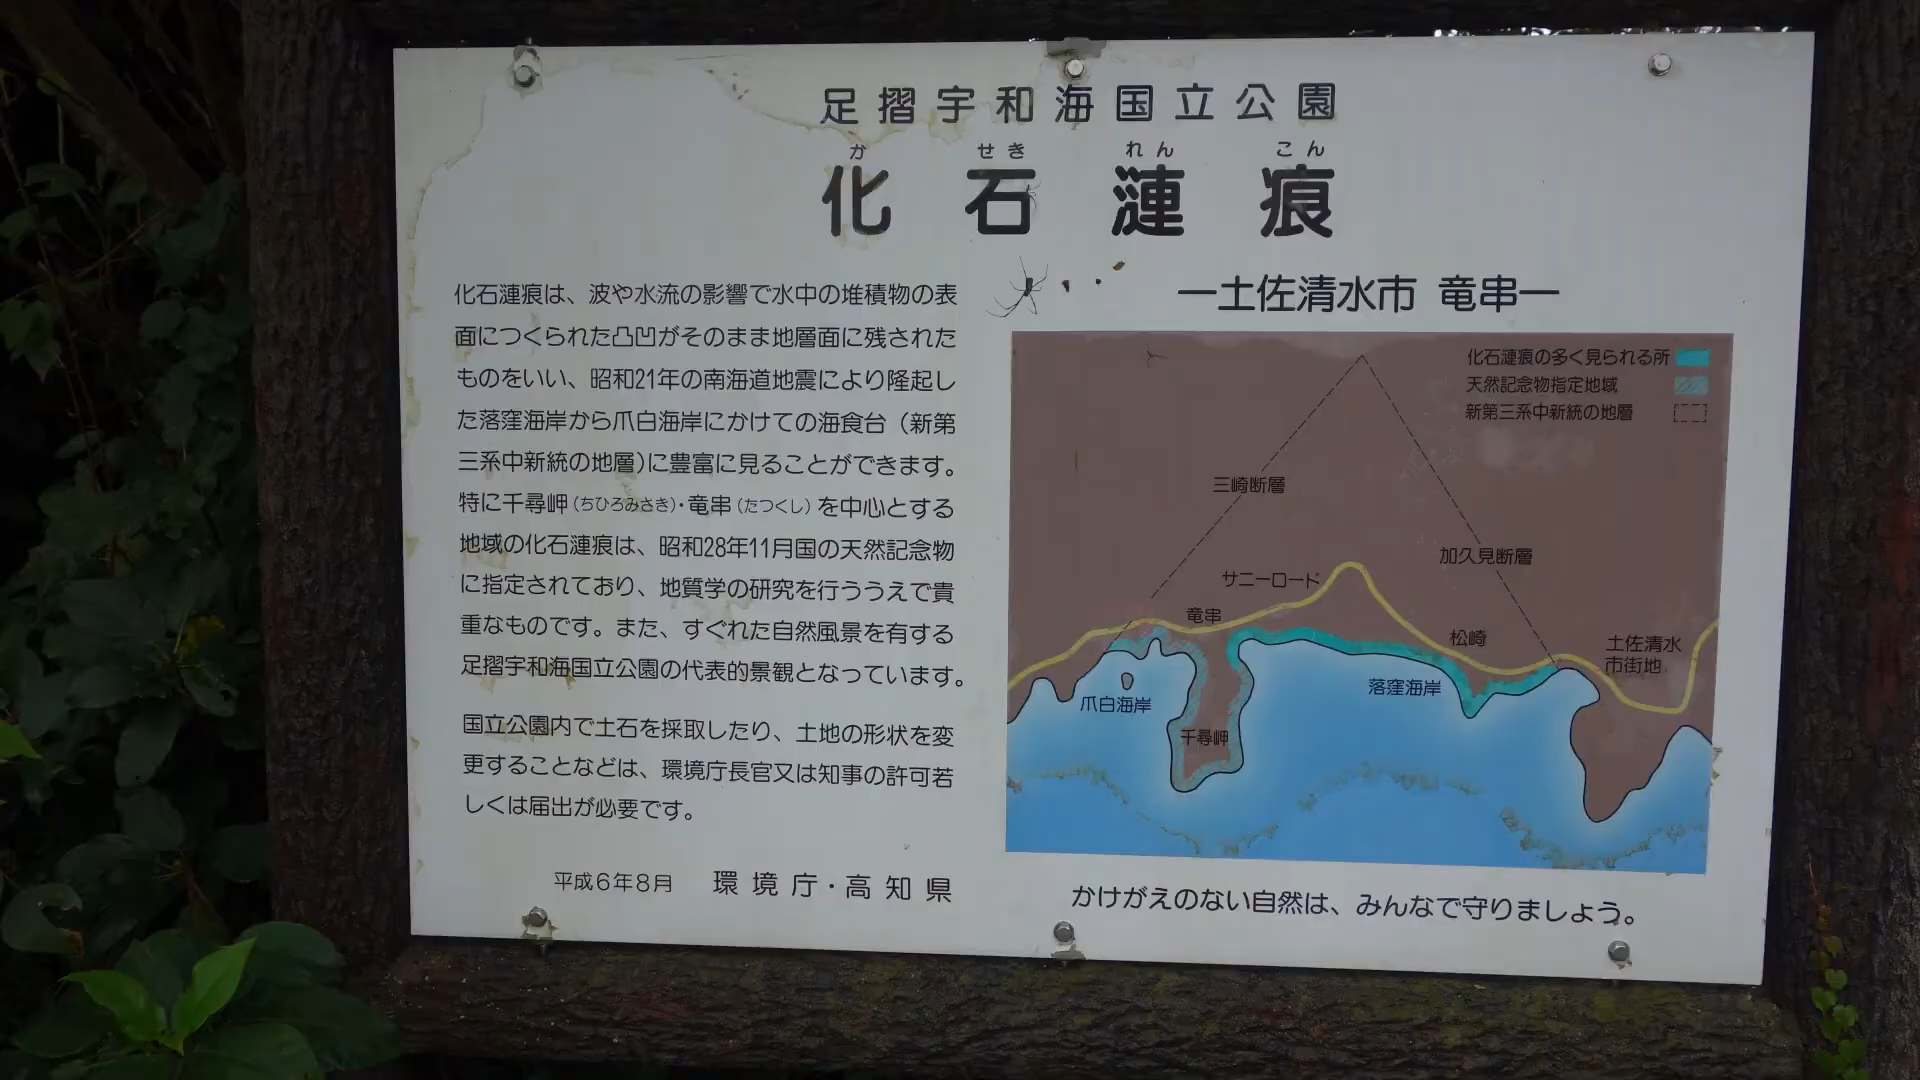 足摺宇和海国立公園
か せき れん こん
化石漣痕
化石漣痕は、波や水流の影響で水中の堆積物の表
面につくられた凸凹がそのまま地層面に残された
ものをいい、昭和21年の南海道地震により隆起し
た落窪海岸から爪白海岸にかけての海食台（新第
三系中新統の地層）に豊富に見ることができます。
特に千尋岬（ちひろみさき）・竜串（たつくし）を中心とする
地域の化石漣痕は、昭和28年11月国の天然記念物
に指定されており、地質学の研究を行ううえで貴
重なものです。また、すぐれた自然風景を有する
足摺宇和海国立公園の代表的景観となっています。
国立公園内で土石を採取したり、土地の形状を変
更することなどは、環境庁長官又は知事の許可若
しくは届出が必要です。
平成6年8月 環境庁・高知県
―土佐清水市 竜串―
化石漣痕の多く見られる所
天然記念物指定地域
新第三系中新統の地層
三崎断層
加久見断層
サニーロード
竜串
松崎
土佐清水
市街地
落窪海岸
爪白海岸
千尋岬
かけがえのない自然は、みんなで守りましょう。